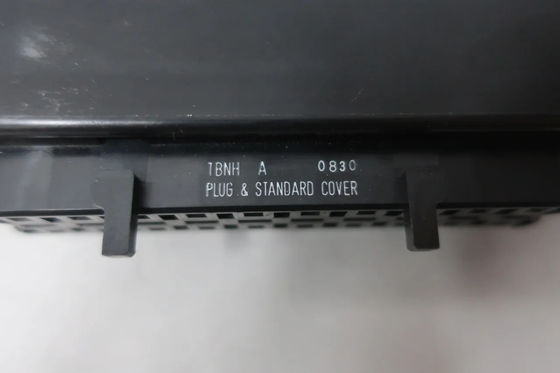 TBNH A 0830
PLUG & STANDARD COVER